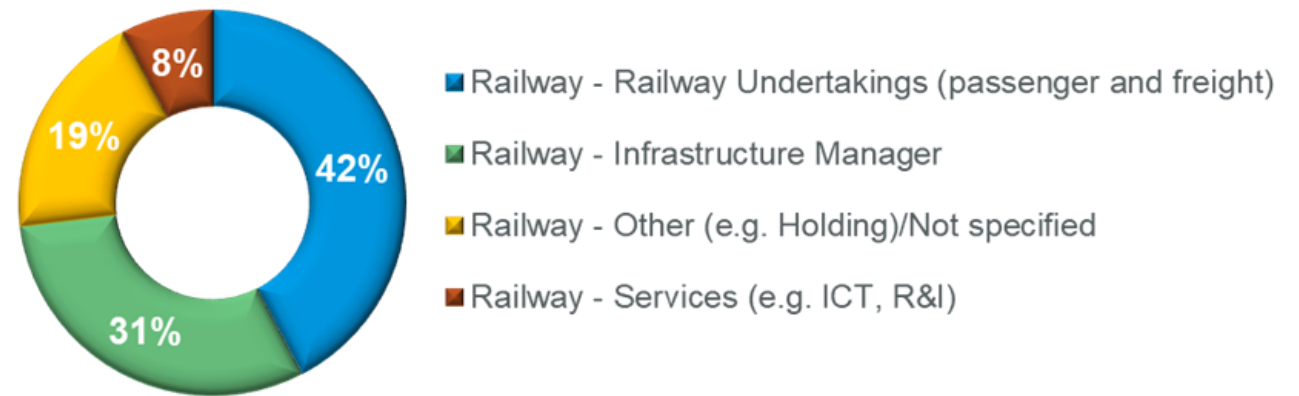 8%
19%
42%
31%
Railway - Railway Undertakings (passenger and freight)
Railway - Infrastructure Manager
Railway - Other (e.g. Holding)/Not specified
Railway - Services (e.g. ICT, R&I)